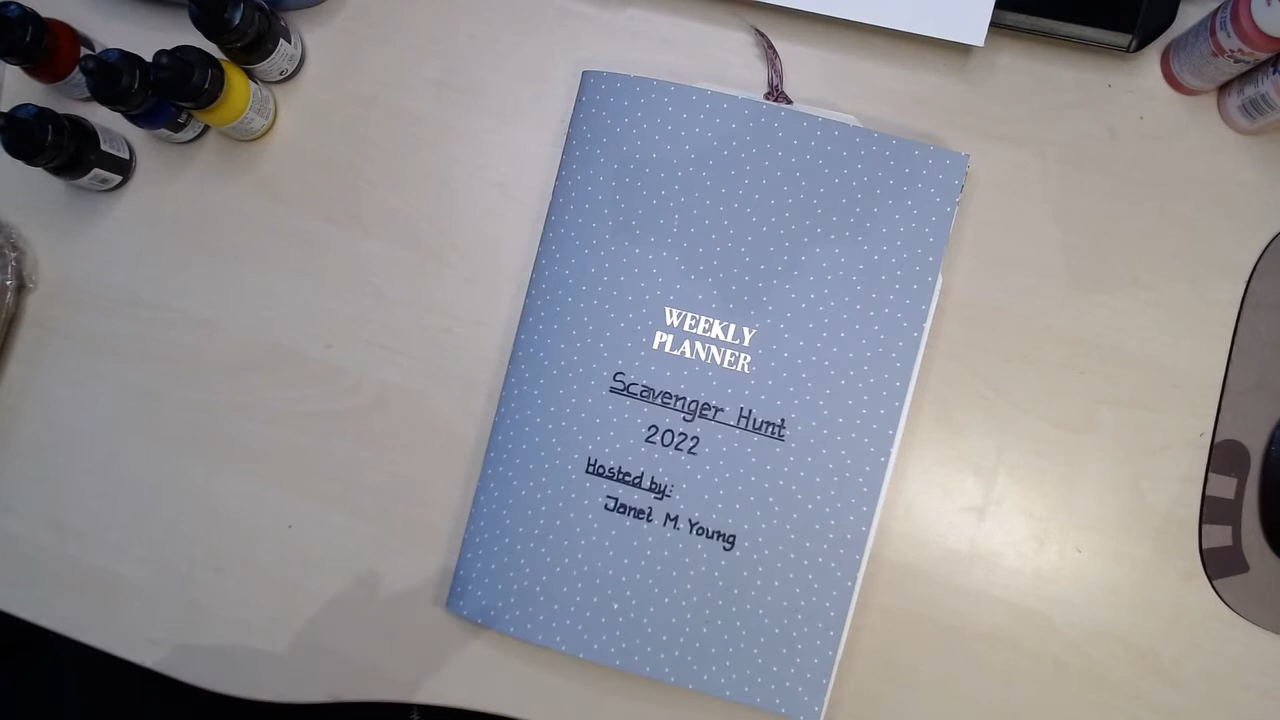 WEEKLY
PLANNER
Scavenger Hunt
2022
Hosted by:
Janel M. Young